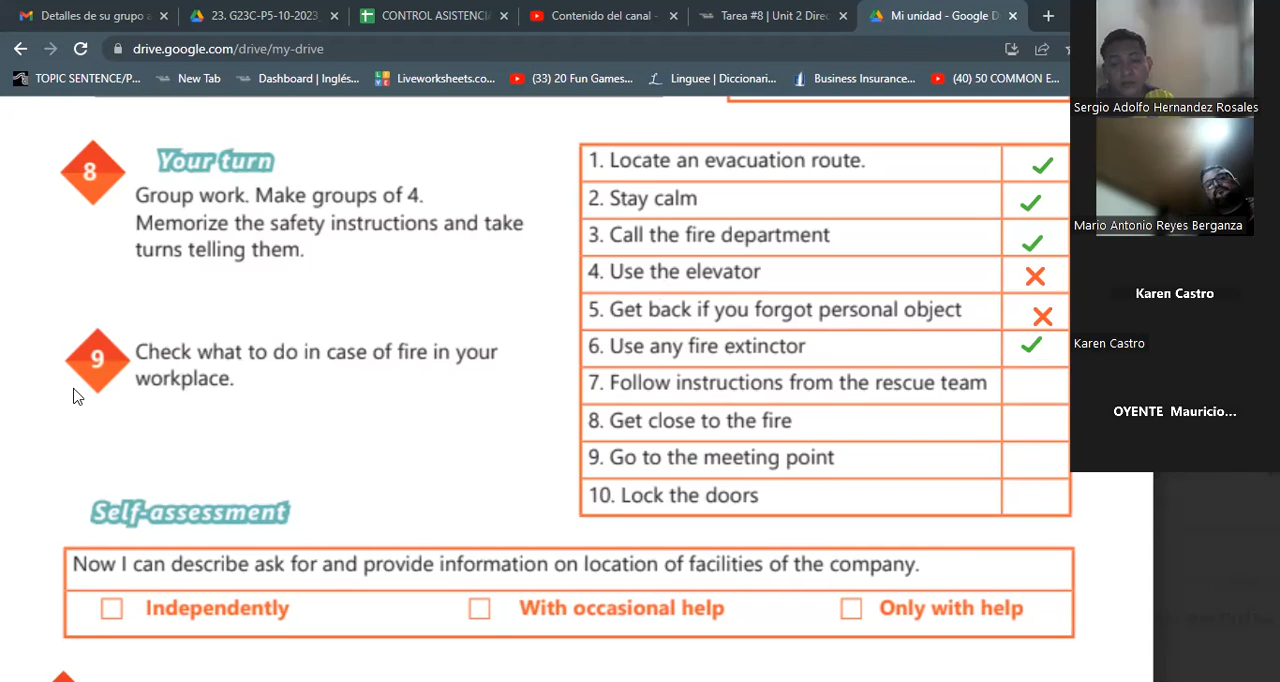 Detalles de su grupo a
23. G23C-P5-10-2023_
CONTROL ASISTENCI
Contenido del canal -
Tarea #8 | Unit 2 Direc
Mi unidad - Google D
drive.google.com/drive/my-drive
TOPIC SENTENCE/P...
New Tab
Dashboard | Inglés...
Liveworksheets.co...
(33) 20 Fun Games...
Linguee | Diccionari...
Business Insurance...
(40) 50 COMMON E...
8
Your turn
Group work. Make groups of 4.
Memorize the safety instructions and take
turns telling them.
9
Check what to do in case of fire in your
workplace.
1. Locate an evacuation route.
2. Stay calm
3. Call the fire department
4. Use the elevator
5. Get back if you forgot personal object
6. Use any fire extinctor
7. Follow instructions from the rescue team
8. Get close to the fire
9. Go to the meeting point
10. Lock the doors
Self-assessment
Now I can describe ask for and provide information on location of facilities of the company.
Independently
With occasional help
Only with help
Sergio Adolfo Hernandez Rosales
Mario Antonio Reyes Berganza
Karen Castro
Karen Castro
OYENTE Mauricio...